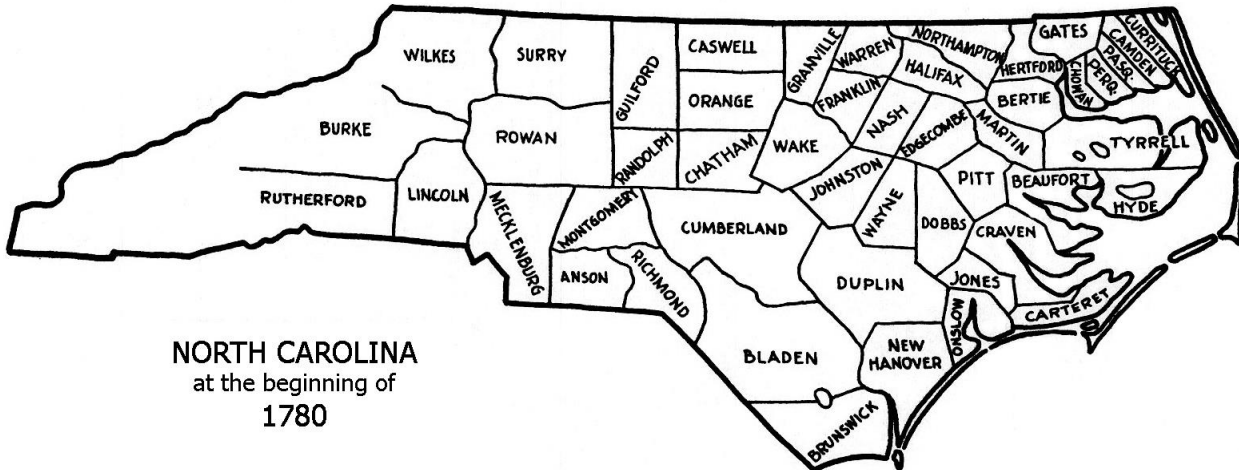 WILKES
SURRY
GUILFORD
CASWELL
ORANGE
GRANVILLE
WARREN
FRANKLIN
NORTHAMPTON
HALIFAX
HERTFORD
GATES
CURRITUCK
CAMDEN
PASQ.
PERQ.
CHOWAN
BERTIE
BURKE
ROWAN
RANDOLPH
CHATHAM
WAKE
NASH
EDGECOMBE
MARTIN
TYRRELL
RUTHERFORD
LINCOLN
MECKLENBURG
MONTGOMERY
CUMBERLAND
JOHNSTON
WAYNE
DOBBS
PITT
BEAUFORT
HYDE
CRAVEN
ANSON
RICHMOND
DUPLIN
JONES
CARTERET
ONSLOW
BLADEN
NEW
HANOVER
BRUNSWICK
NORTH CAROLINA
at the beginning of
1780